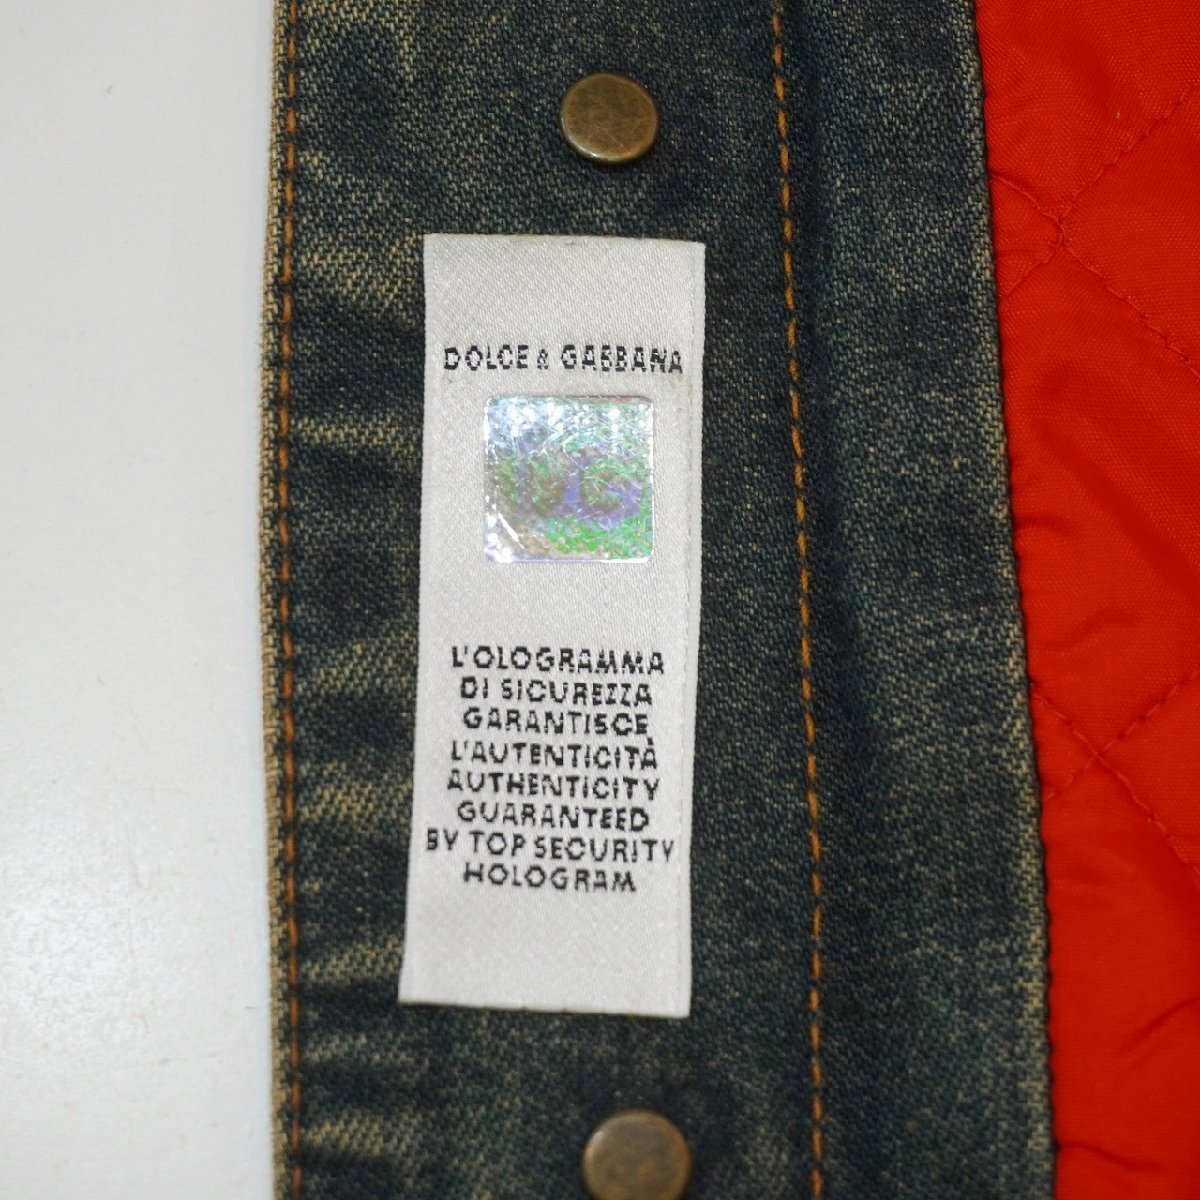 DOLCE & GABBANA
L'OLOGRAMMA
DI SICUREZZA
GARANTISCE
L'AUTENTICITÀ
AUTHENTICITY
GUARANTEED
BY TOP SECURITY
HOLOGRAM